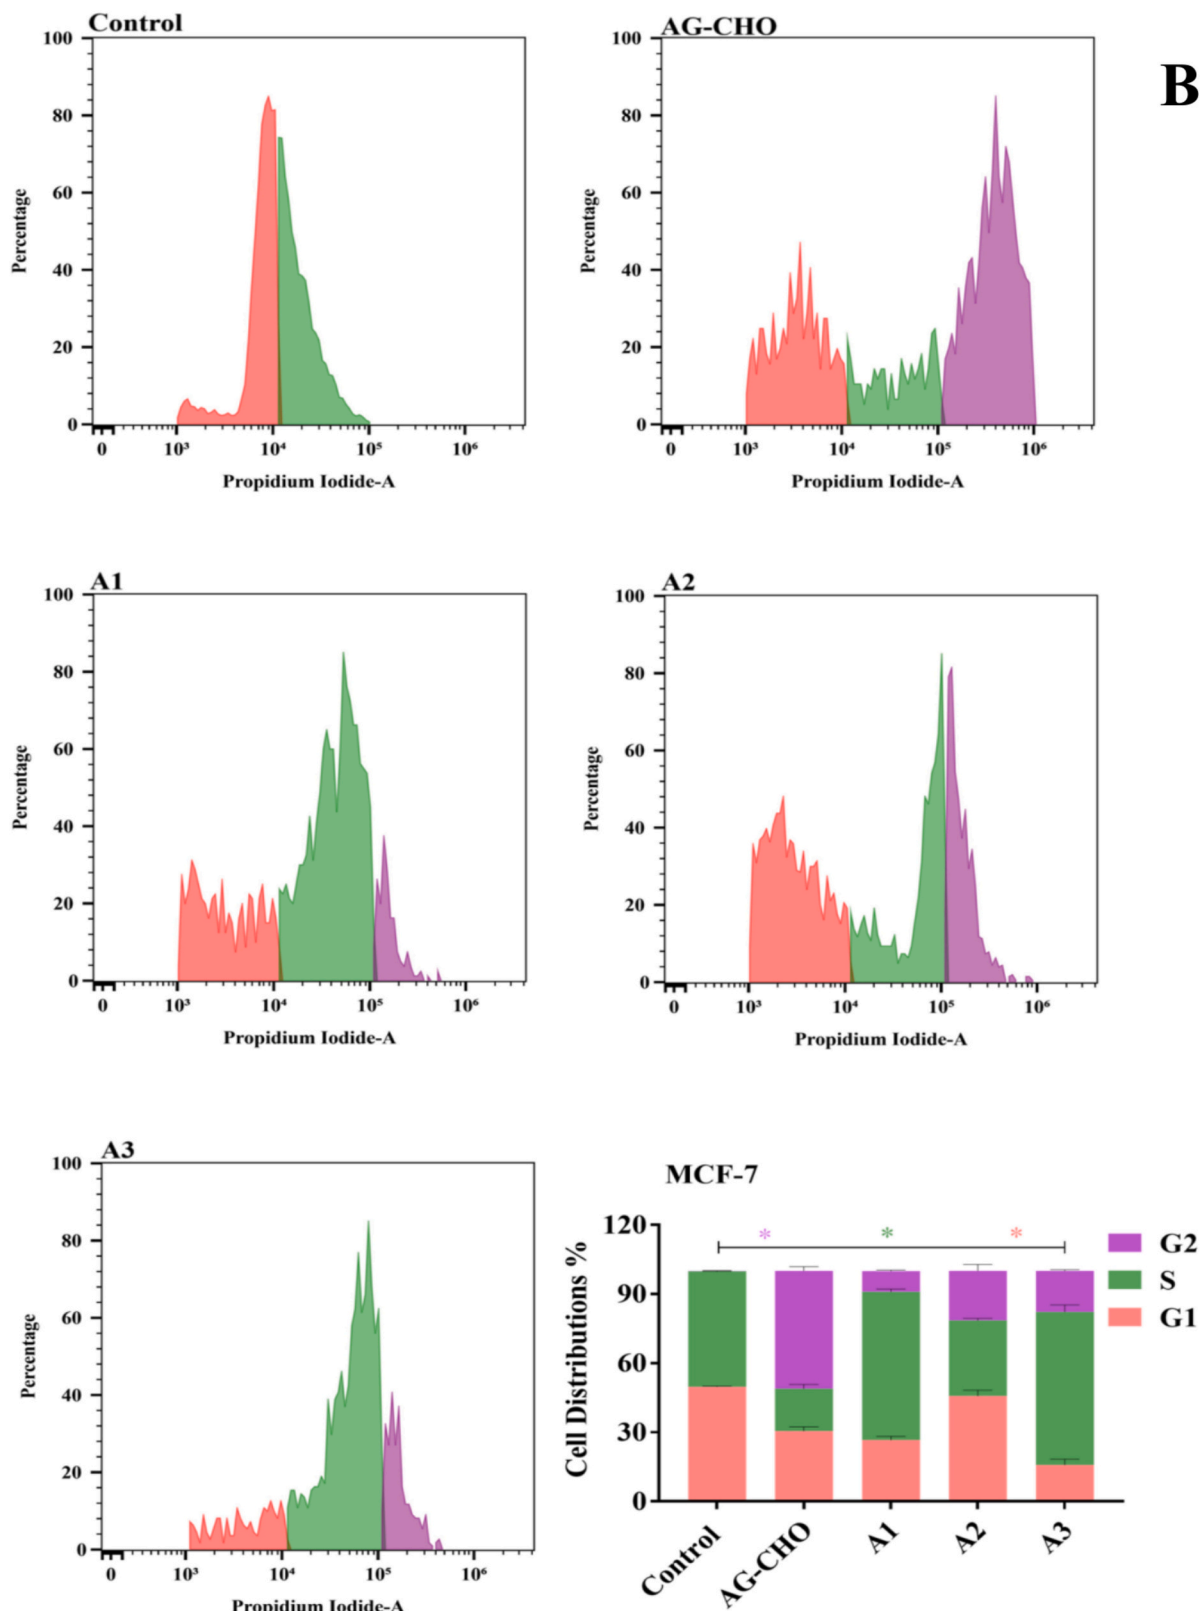 Control
100
80
60
40
20
0
Percentage
0 10³ 10⁴ 10⁵ 10⁶
Propidium Iodide-A
AG-CHO
100
80
60
40
20
0
Percentage
0 10³ 10⁴ 10⁵ 10⁶
Propidium Iodide-A
B
A1
100
80
60
40
20
0
Percentage
0 10³ 10⁴ 10⁵ 10⁶
Propidium Iodide-A
A2
100
80
60
40
20
0
Percentage
0 10³ 10⁴ 10⁵ 10⁶
Propidium Iodide-A
A3
100
80
60
40
20
0
Percentage
0 10³ 10⁴ 10⁵ 10⁶
Propidium Iodide-A
MCF-7
120
90
60
30
0
Cell Distributions %
* * *
G2
S
G1
Control AG-CHO A1 A2 A3